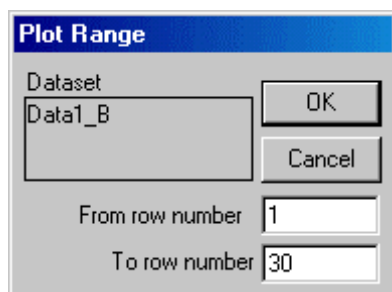 Plot Range
Dataset
Data1_B
OK
Cancel
From row number 1
To row number 30